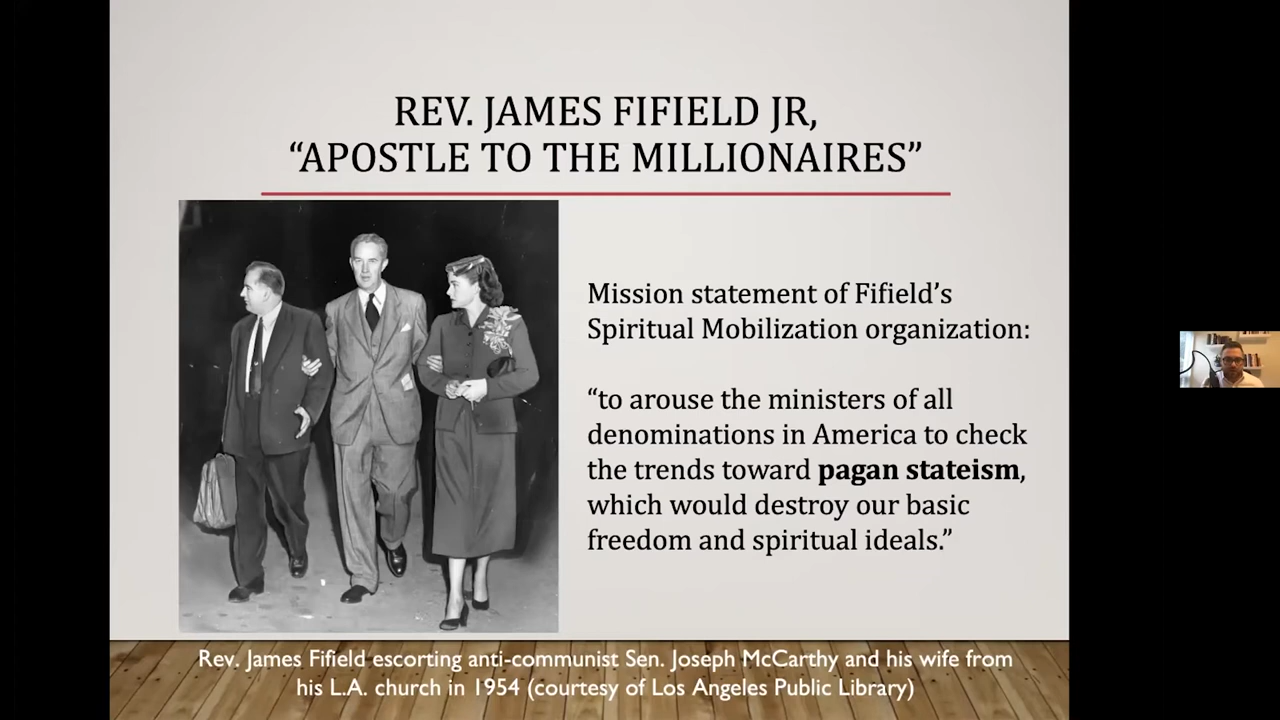 REV. JAMES FIFIELD JR,
“APOSTLE TO THE MILLIONAIRES”
Mission statement of Fifield’s
Spiritual Mobilization organization:
“to arouse the ministers of all
denominations in America to check
the trends toward pagan stateism,
which would destroy our basic
freedom and spiritual ideals.”
Rev. James Fifield escorting anti-communist Sen. Joseph McCarthy and his wife from
his L.A. church in 1954 (courtesy of Los Angeles Public Library)